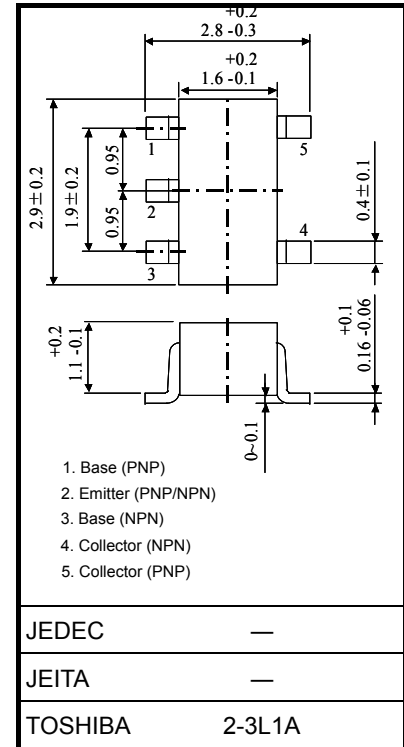 +0.2
2.8 -0.3
+0.2
1.6 -0.1
1
5
2.9±0.2
1.9±0.2
0.95
0.95
2
0.4±0.1
4
3
+0.2
1.1 -0.1
+0.1
0.16 -0.06
0~0.1
1. Base (PNP)
2. Emitter (PNP/NPN)
3. Base (NPN)
4. Collector (NPN)
5. Collector (PNP)
JEDEC —
JEITA —
TOSHIBA 2-3L1A